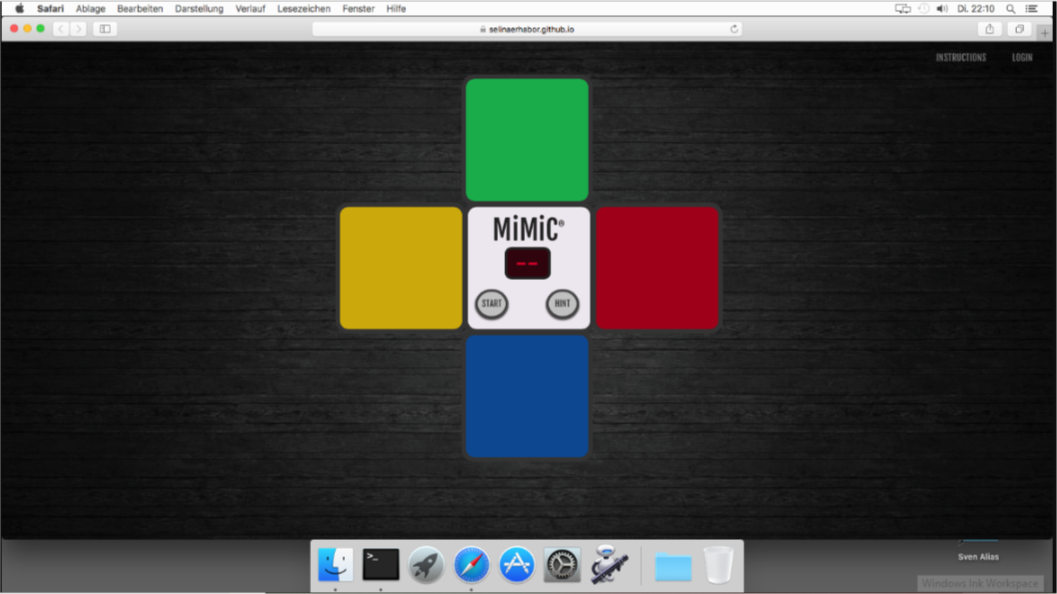 Safari Ablage Bearbeiten Darstellung Verlauf Lesezeichen Fenster Hilfe Di. 22:10
selinaerhabor.github.io
INSTRUCTIONS LOGIN
MiMiC®
--
START HINT
>_
Sven Alias
Windows Ink Workspace